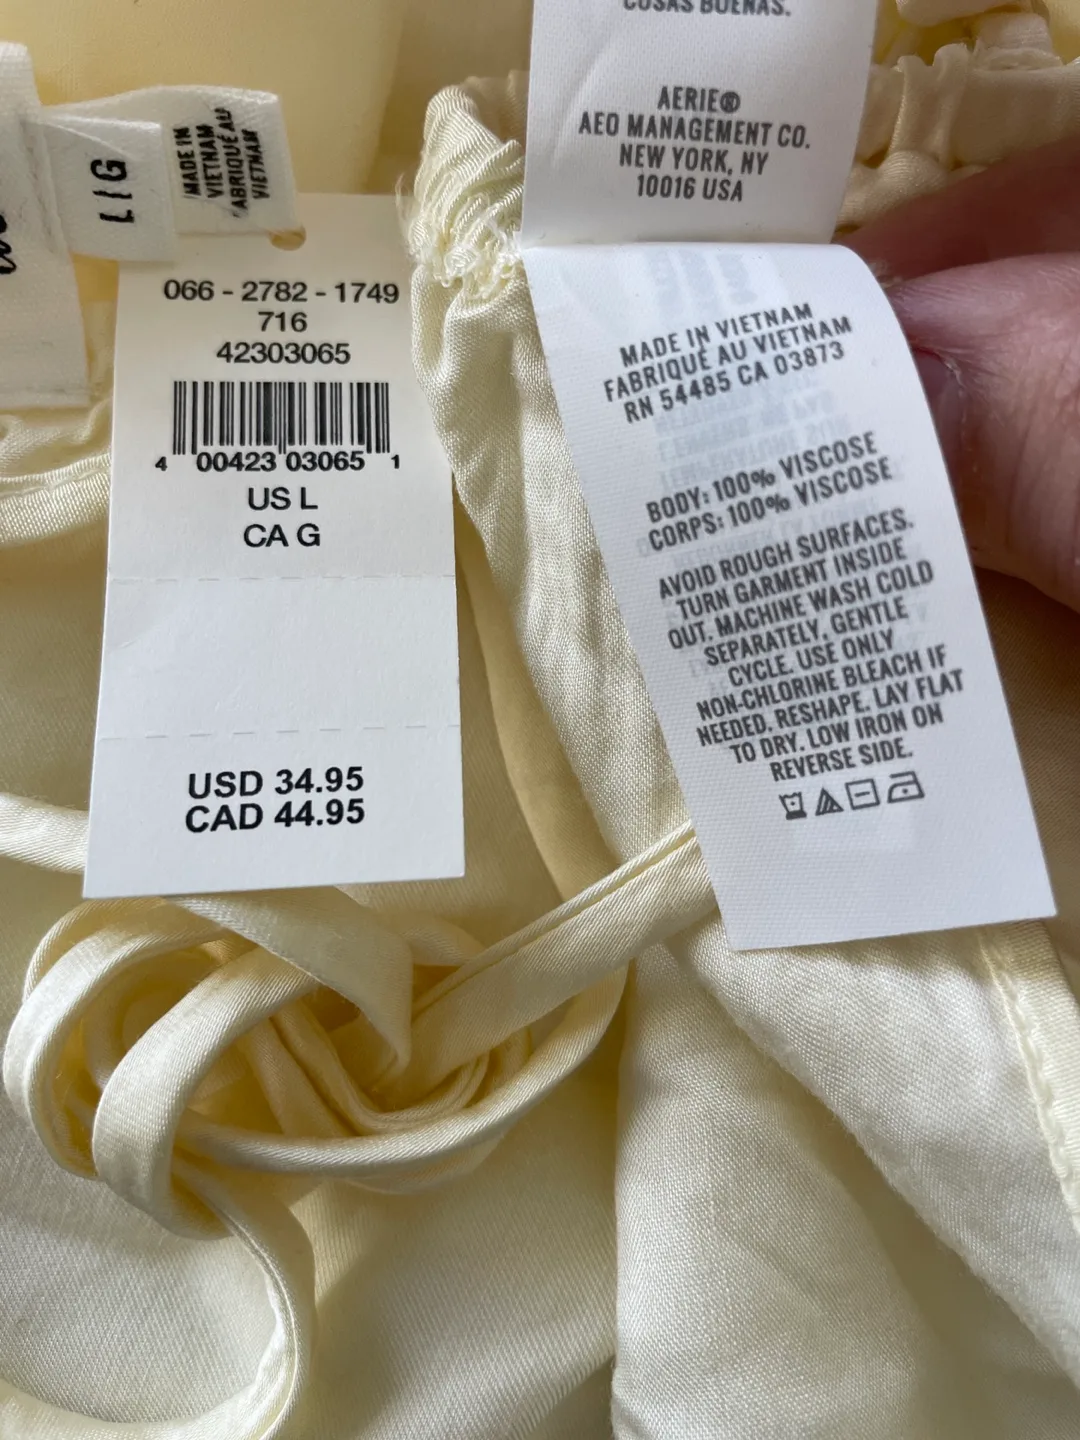 L | G
MADE IN
VIETNAM
FABRIQUÉ AU
VIETNAM
066 - 2782 - 1749
716
42303065
4 00423 03065 1
US L
CA G
USD 34.95
CAD 44.95
COSAS BUENAS.
AERIE®
AEO MANAGEMENT CO.
NEW YORK, NY
10016 USA
MADE IN VIETNAM
FABRIQUÉ AU VIETNAM
RN 54485 CA 03873
BODY: 100% VISCOSE
CORPS: 100% VISCOSE
AVOID ROUGH SURFACES.
TURN GARMENT INSIDE
OUT. MACHINE WASH COLD
SEPARATELY, GENTLE
CYCLE. USE ONLY
NON-CHLORINE BLEACH IF
NEEDED. RESHAPE. LAY FLAT
TO DRY. LOW IRON ON
REVERSE SIDE.